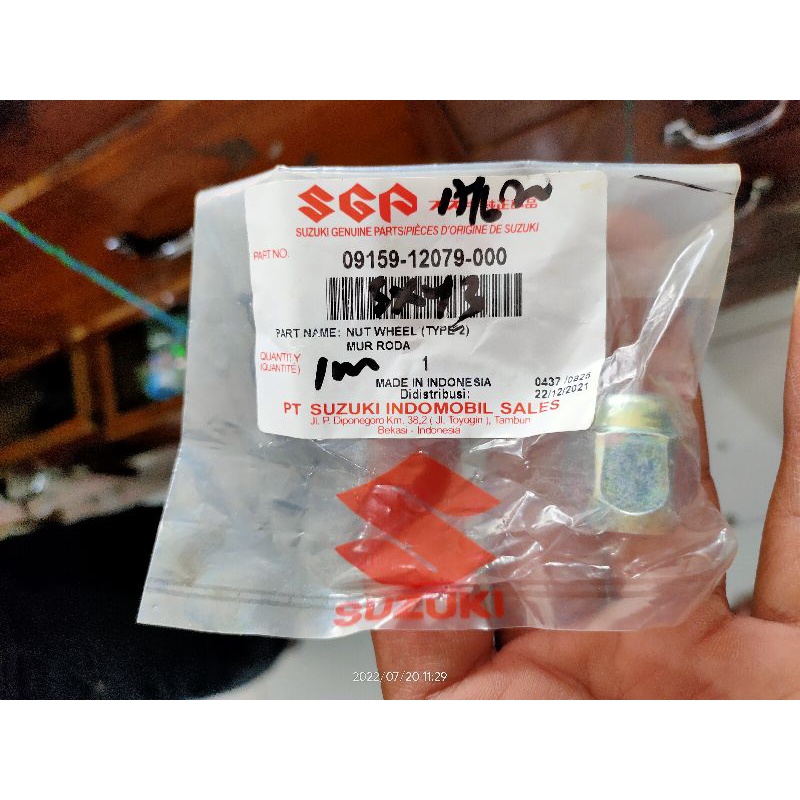 SGP
SUZUKI GENUINE PARTS/PIÈCES D'ORIGINE DE SUZUKI
PART NO. 09159-12079-000
PART NAME: NUT WHEEL (TYPE 2)
MUR RODA
QUANTITY 1
(QUANTITÉ)
MADE IN INDONESIA 0437 /0825
Didistribusi: 22/12/2021
PT SUZUKI INDOMOBIL SALES
Jl. P. Diponegoro Km. 38,2 ( Jl. Toyogiri ), Tambun
Bekasi - Indonesia
SUZUKI
2022/07/20 11:29